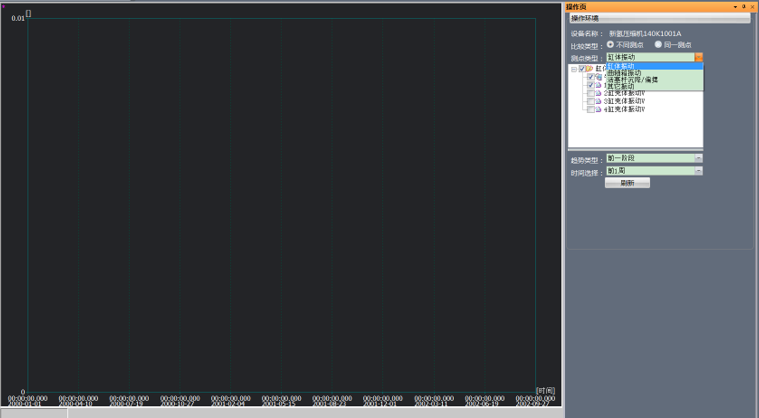 操作页
操作环境
设备名称： 新氢压缩机140K1001A
比较类型： 不同测点 同一测点
测点类型： 缸体振动
缸体振动
曲轴箱振动
活塞杆沉降/偏摆
其它振动
2缸壳体振动V
3缸壳体振动V
4缸壳体振动V
趋势类型： 前一阶段
时间选择： 前1周
刷新
[]
0.01
0
[时间]
00:00:00,000 00:00:00,000 00:00:00,000 00:00:00,000 00:00:00,000 00:00:00,000 00:00:00,000 00:00:00,000 00:00:00,000 00:00:00,000 00:00:00,000
2000-01-01 2000-04-10 2000-07-19 2000-10-27 2001-02-04 2001-05-15 2001-08-23 2001-12-01 2002-03-11 2002-06-19 2002-09-27